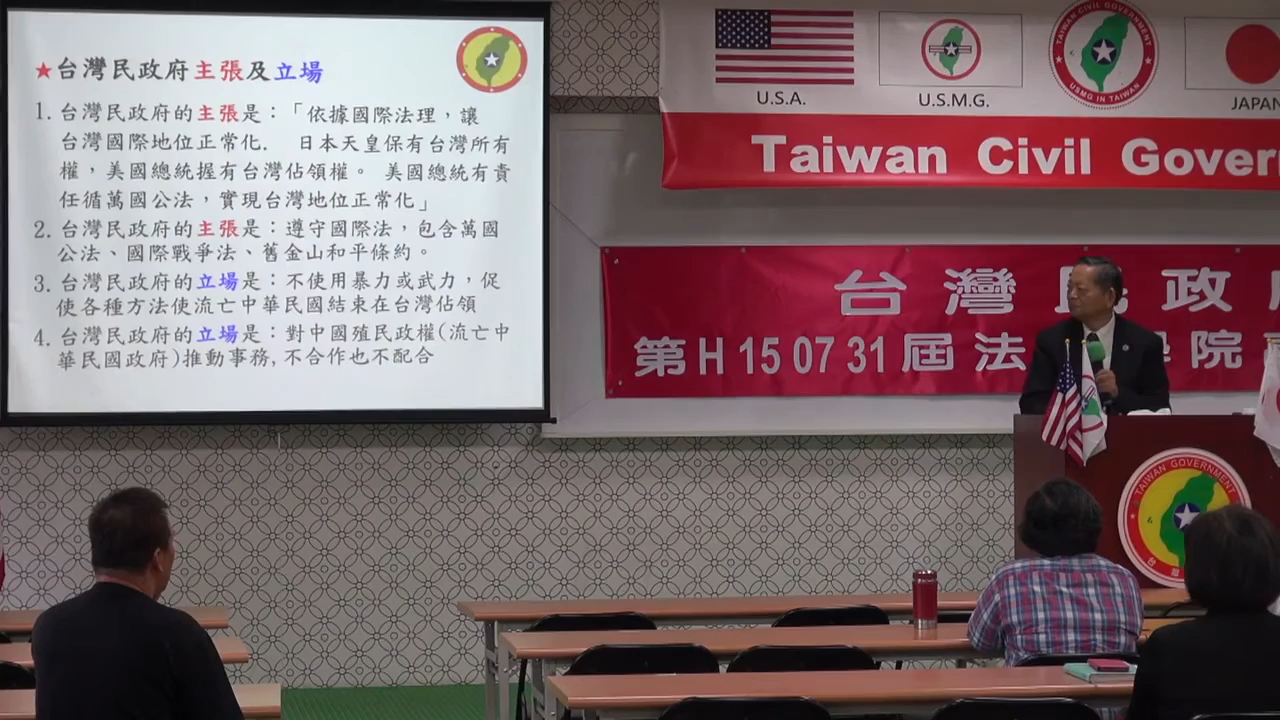 ★台灣民政府主張及立場
1. 台灣民政府的主張是：「依據國際法理，讓
台灣國際地位正常化. 日本天皇保有台灣所有
權，美國總統握有台灣佔領權。 美國總統有責
任循萬國公法，實現台灣地位正常化」
2. 台灣民政府的主張是：遵守國際法，包含萬國
公法、國際戰爭法、舊金山和平條約。
3. 台灣民政府的立場是：不使用暴力或武力，促
使各種方法使流亡中華民國結束在台灣佔領
4. 台灣民政府的立場是：對中國殖民政權(流亡中
華民國政府)推動事務, 不合作也不配合
TAIWAN CIVIL GOVERNMENT
USMG IN TAIWAN
U.S.A.
U.S.M.G.
JAPAN
Taiwan Civil Govern
台灣民政
第H 15 07 31屆法 學院
TAIWAN GOVERNMENT